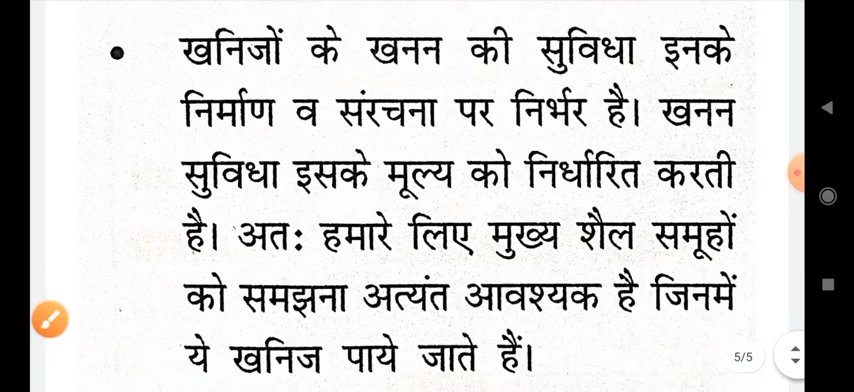 • खनिजों के खनन की सुविधा इनके
निर्माण व संरचना पर निर्भर है। खनन
सुविधा इसके मूल्य को निर्धारित करती
है। अतः हमारे लिए मुख्य शैल समूहों
को समझना अत्यंत आवश्यक है जिनमें
ये खनिज पाये जाते हैं।
5/5